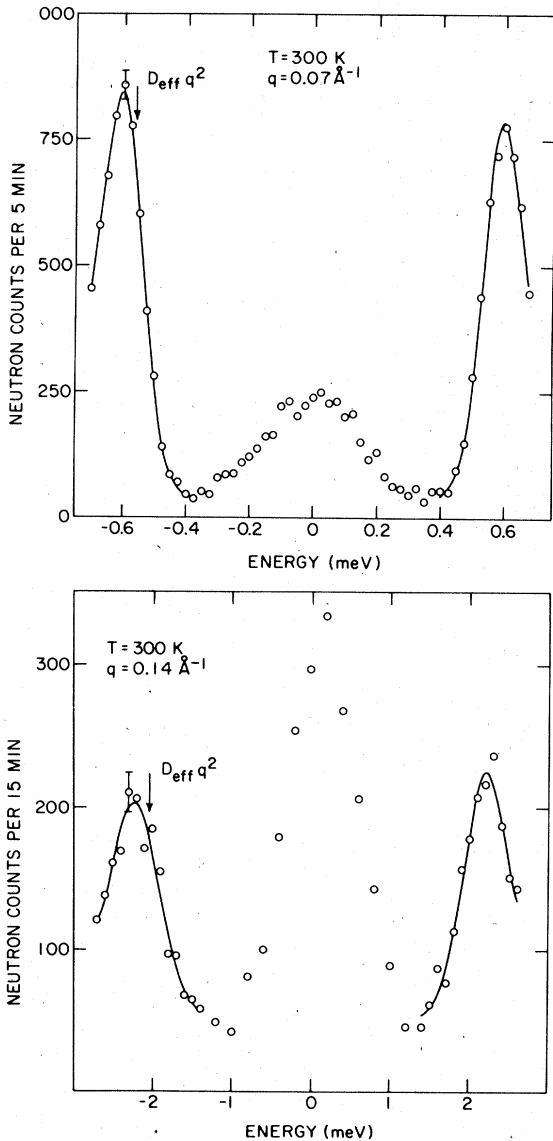 000
750
500
250
0
NEUTRON COUNTS PER 5 MIN
T = 300 K
q = 0.07 Å⁻¹
D_eff q²
-0.6 -0.4 -0.2 0 0.2 0.4 0.6
ENERGY (meV)
300
200
100
NEUTRON COUNTS PER 15 MIN
T = 300 K
q = 0.14 Å⁻¹
D_eff q²
-2 -1 0 1 2
ENERGY (meV)